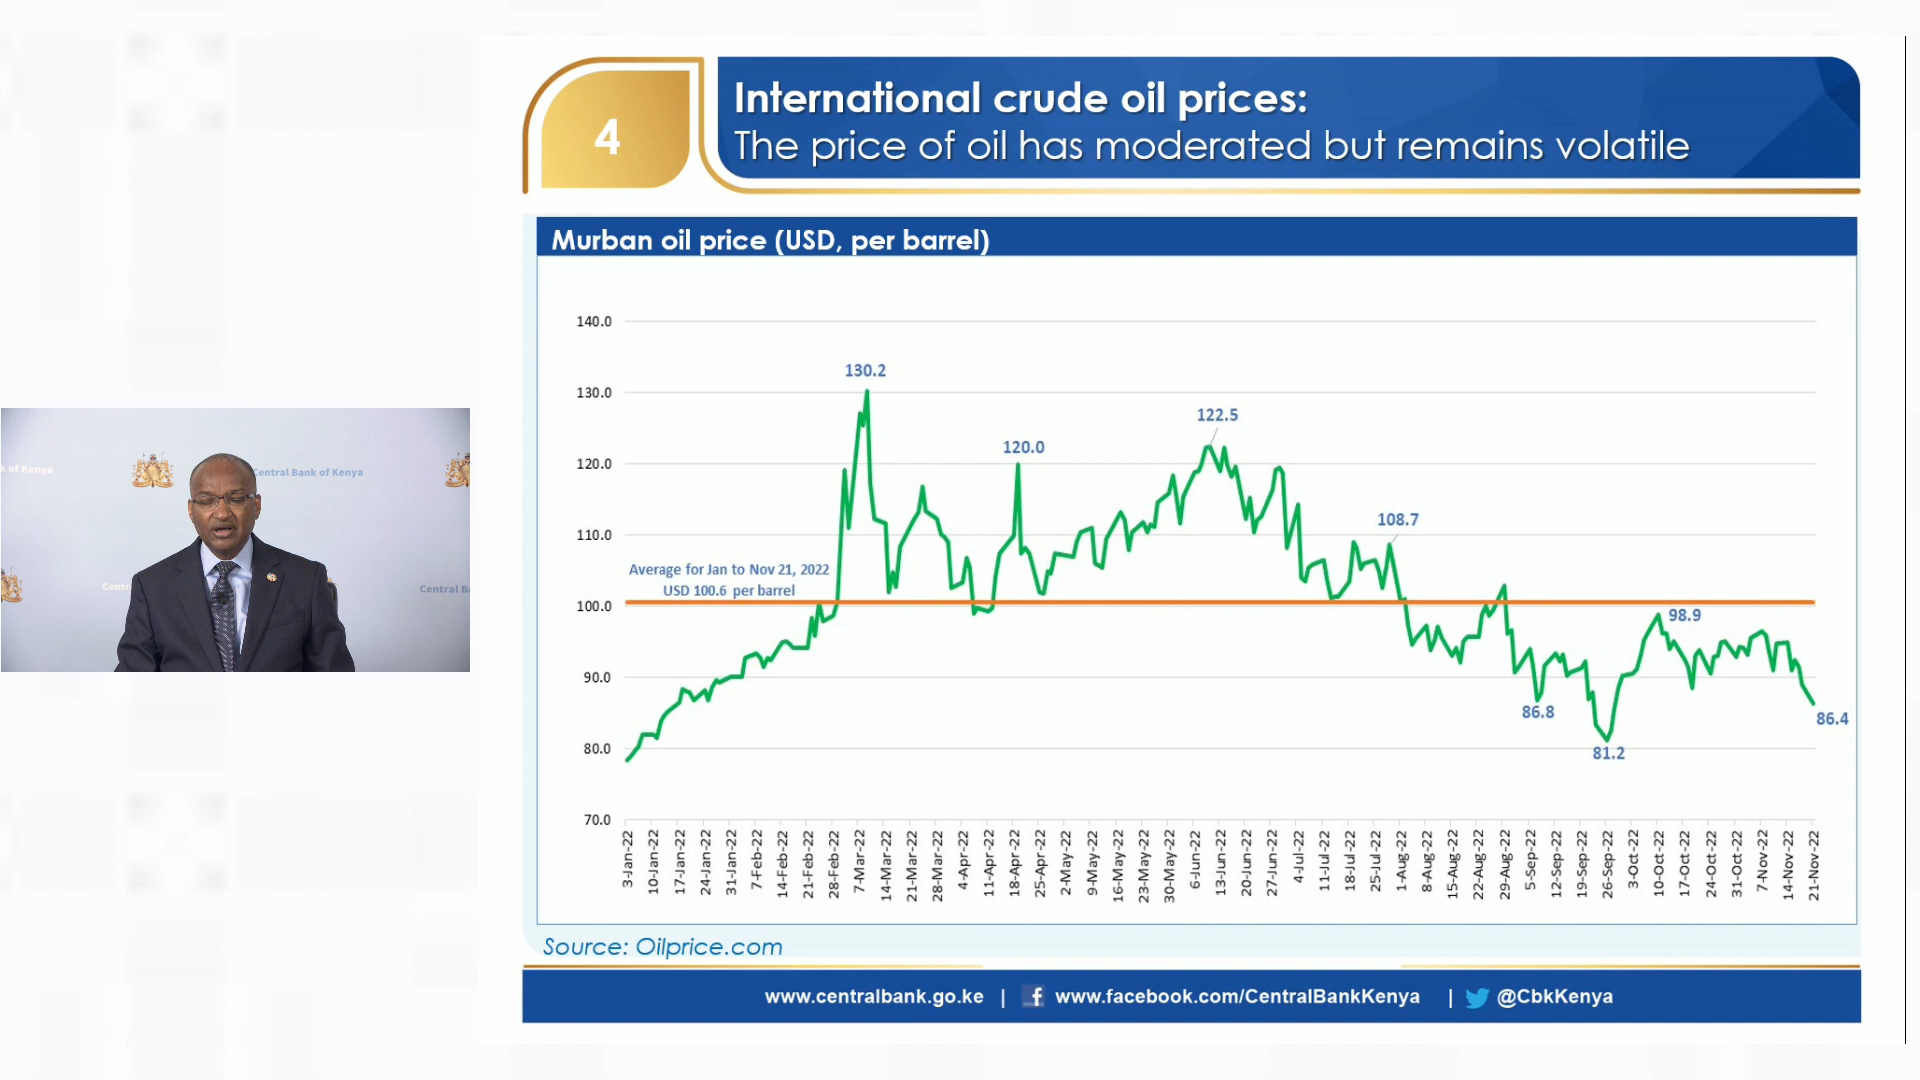 4
International crude oil prices:
The price of oil has moderated but remains volatile
Murban oil price (USD, per barrel)
140.0
130.0
120.0
110.0
100.0
90.0
80.0
70.0
130.2
120.0
122.5
108.7
98.9
86.8
81.2
86.4
Average for Jan to Nov 21, 2022
USD 100.6 per barrel
3-Jan-22
10-Jan-22
17-Jan-22
24-Jan-22
31-Jan-22
7-Feb-22
14-Feb-22
21-Feb-22
28-Feb-22
7-Mar-22
14-Mar-22
21-Mar-22
28-Mar-22
4-Apr-22
11-Apr-22
18-Apr-22
25-Apr-22
2-May-22
9-May-22
16-May-22
23-May-22
30-May-22
6-Jun-22
13-Jun-22
20-Jun-22
27-Jun-22
4-Jul-22
11-Jul-22
18-Jul-22
25-Jul-22
1-Aug-22
8-Aug-22
15-Aug-22
22-Aug-22
29-Aug-22
5-Sep-22
12-Sep-22
19-Sep-22
26-Sep-22
3-Oct-22
10-Oct-22
17-Oct-22
24-Oct-22
31-Oct-22
7-Nov-22
14-Nov-22
21-Nov-22
Source: Oilprice.com
www.centralbank.go.ke | www.facebook.com/CentralBankKenya | @CbkKenya
k of Kenya
Central Bank of Kenya
Centr
Central B